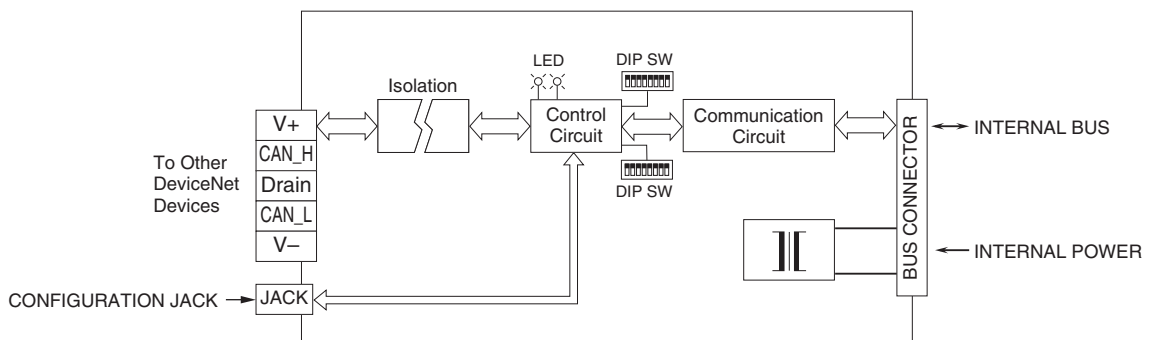 LED
DIP SW
Isolation
V+
CAN_H
Drain
CAN_L
V–
To Other
DeviceNet
Devices
Control
Circuit
Communication
Circuit
DIP SW
BUS CONNECTOR
INTERNAL BUS
INTERNAL POWER
CONFIGURATION JACK
JACK